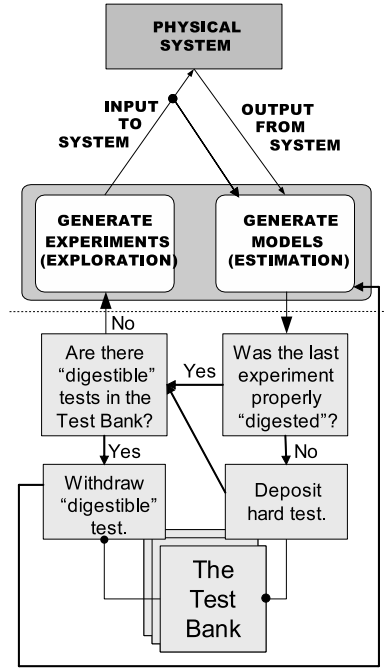 PHYSICAL
SYSTEM
INPUT
TO
SYSTEM
OUTPUT
FROM
SYSTEM
GENERATE
EXPERIMENTS
(EXPLORATION)
GENERATE
MODELS
(ESTIMATION)
No
Are there
“digestible”
tests in the
Test Bank?
Yes
Was the last
experiment
properly
“digested”?
Yes
No
Withdraw
“digestible”
test.
Deposit
hard test.
The
Test
Bank